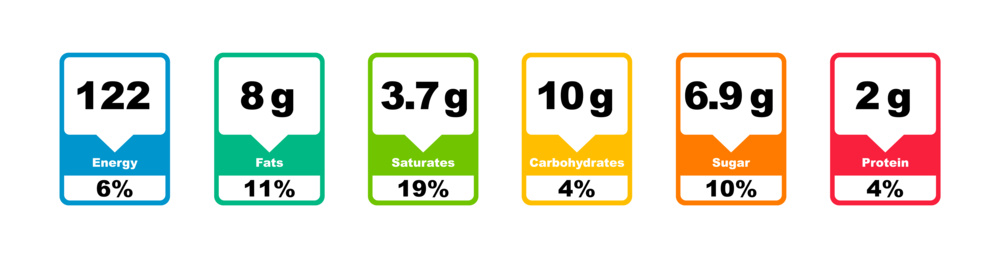 122
Energy
6%
8 g
Fats
11%
3.7 g
Saturates
19%
10 g
Carbohydrates
4%
6.9 g
Sugar
10%
2 g
Protein
4%